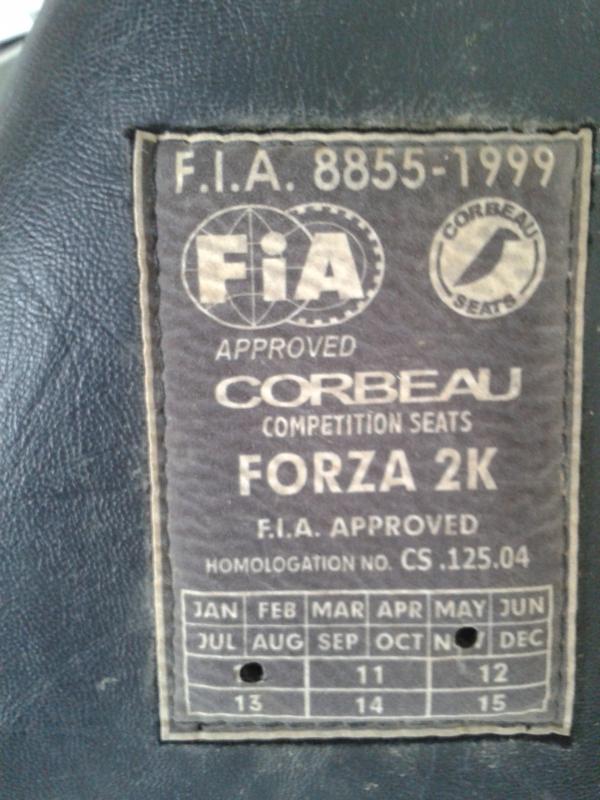 F.I.A. 8855-1999
FiA
CORBEAU
SEATS
APPROVED
CORBEAU
COMPETITION SEATS
FORZA 2K
F.I.A. APPROVED
HOMOLOGATION NO. CS .125.04
JAN FEB MAR APR MAY JUN
JUL AUG SEP OCT NOV DEC
11 12
13 14 15